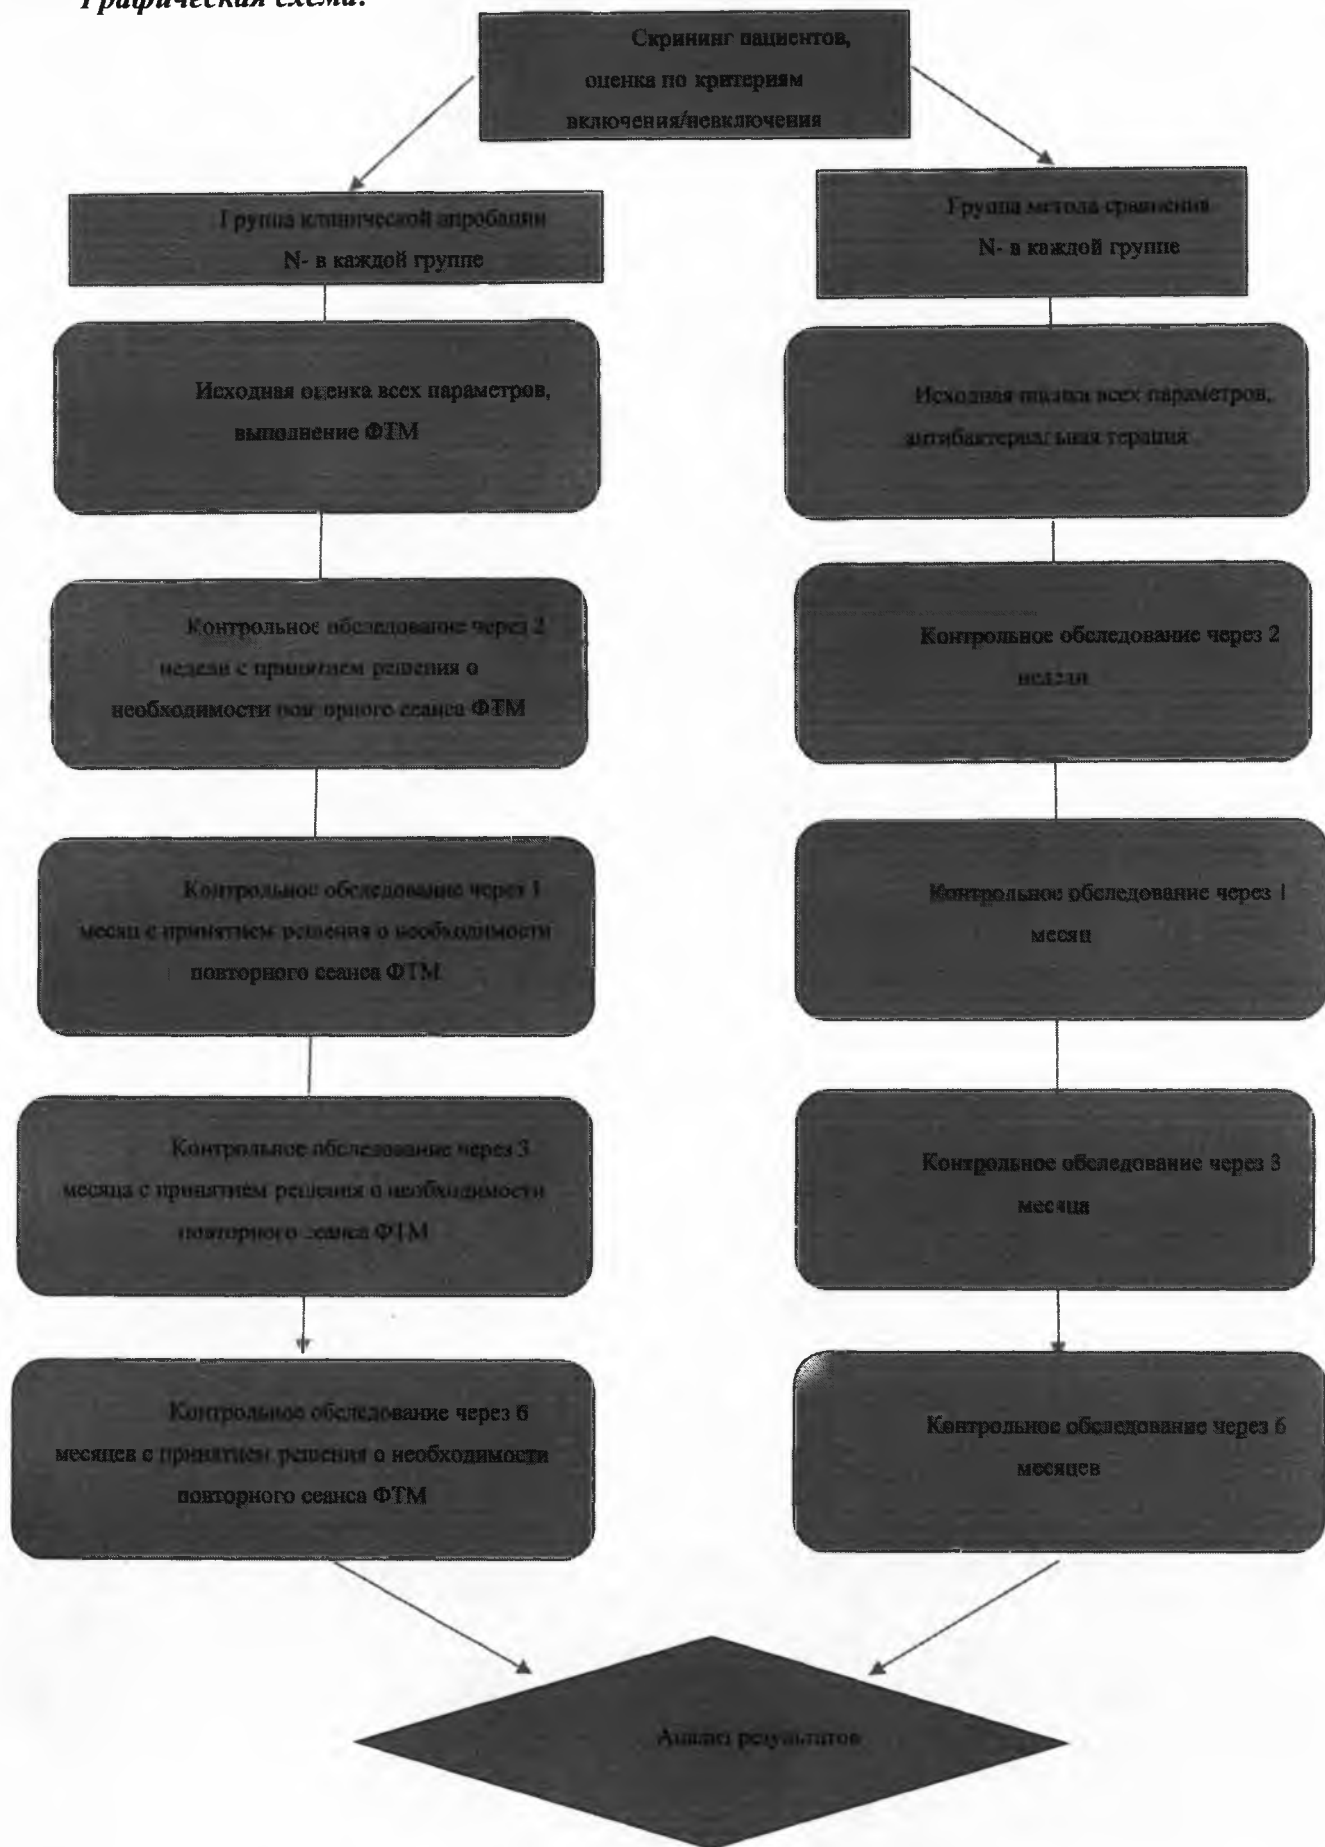 Графическая схема:
Скрининг пациентов,
оценка по критериям
включения/невключения
Группа клинической апробации
N- в каждой группе
Группа метода сравнения
N- в каждой группе
Исходная оценка всех параметров,
выполнение ФТМ
Исходная оценка всех параметров,
антибактериальная терапия
Контрольное обследование через 2
недели с принятием решения о
необходимости повторного сеанса ФТМ
Контрольное обследование через 2
недели
Контрольное обследование через 1
месяц с принятием решения о необходимости
повторного сеанса ФТМ
Контрольное обследование через 1
месяц
Контрольное обследование через 3
месяца с принятием решения о необходимости
повторного сеанса ФТМ
Контрольное обследование через 3
месяца
Контрольное обследование через 6
месяцев с принятием решения о необходимости
повторного сеанса ФТМ
Контрольное обследование через 6
месяцев
Анализ результатов